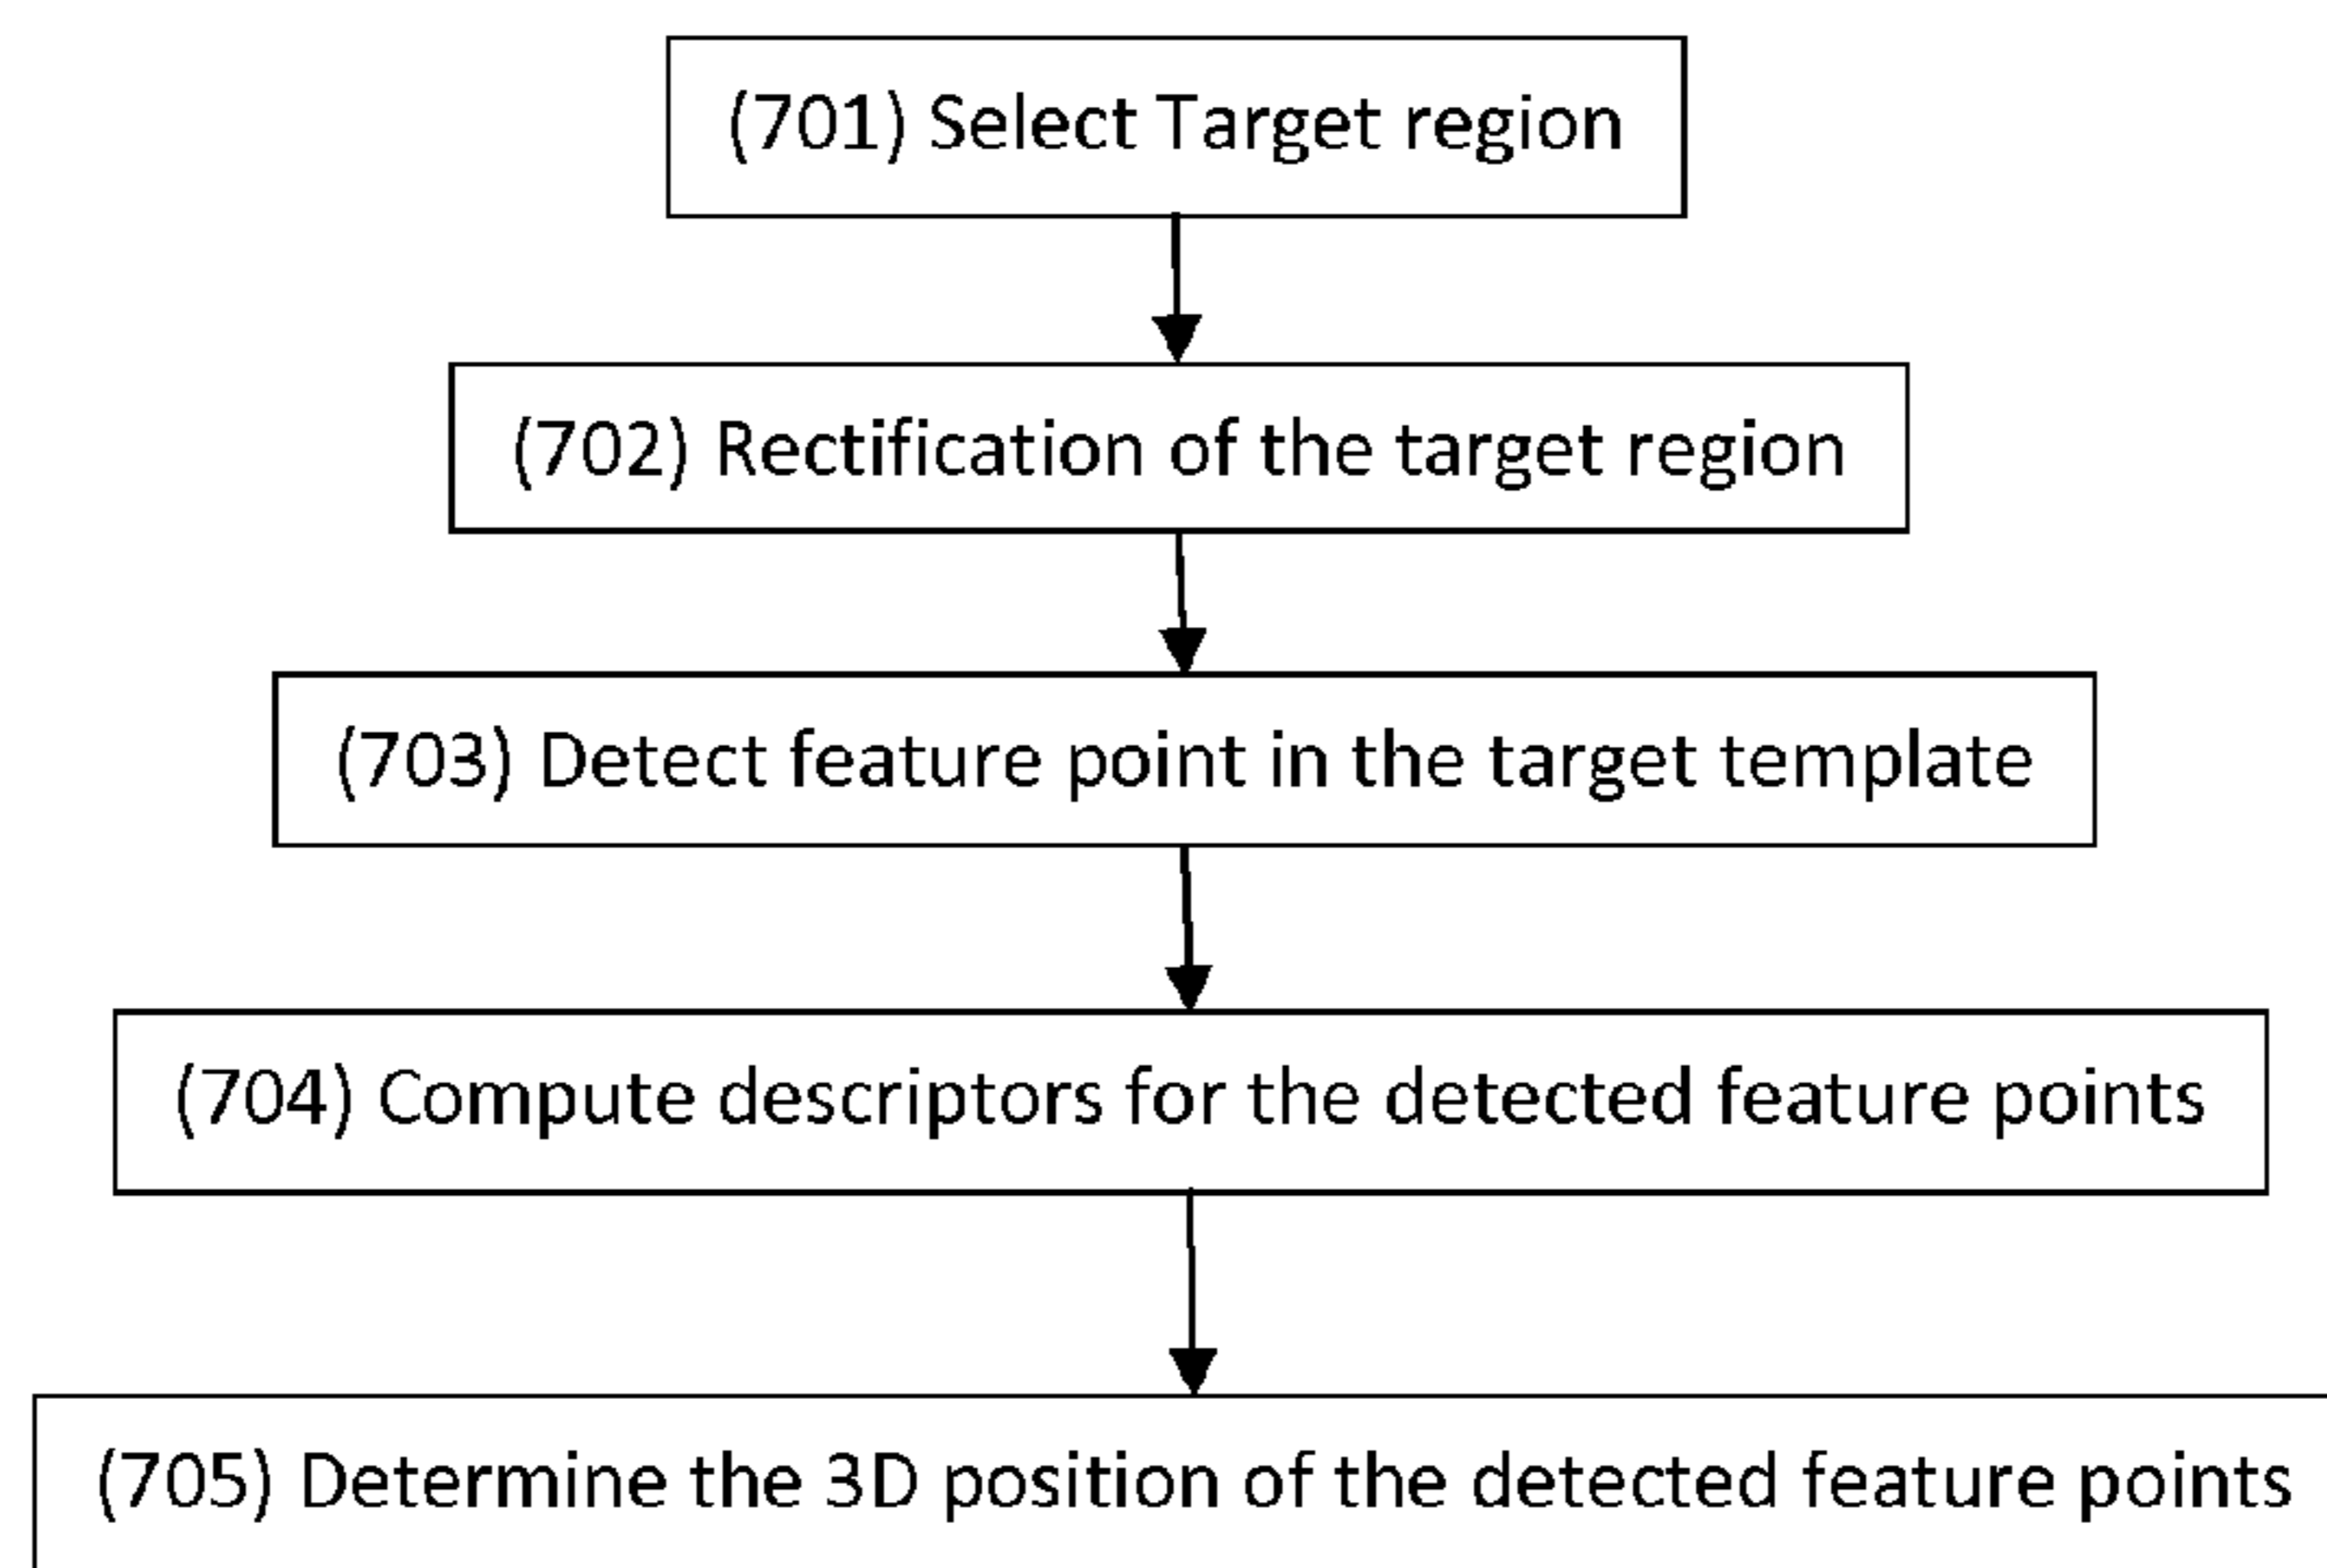 (701) Select Target region
(702) Rectification of the target region
(703) Detect feature point in the target template
(704) Compute descriptors for the detected feature points
(705) Determine the 3D position of the detected feature points